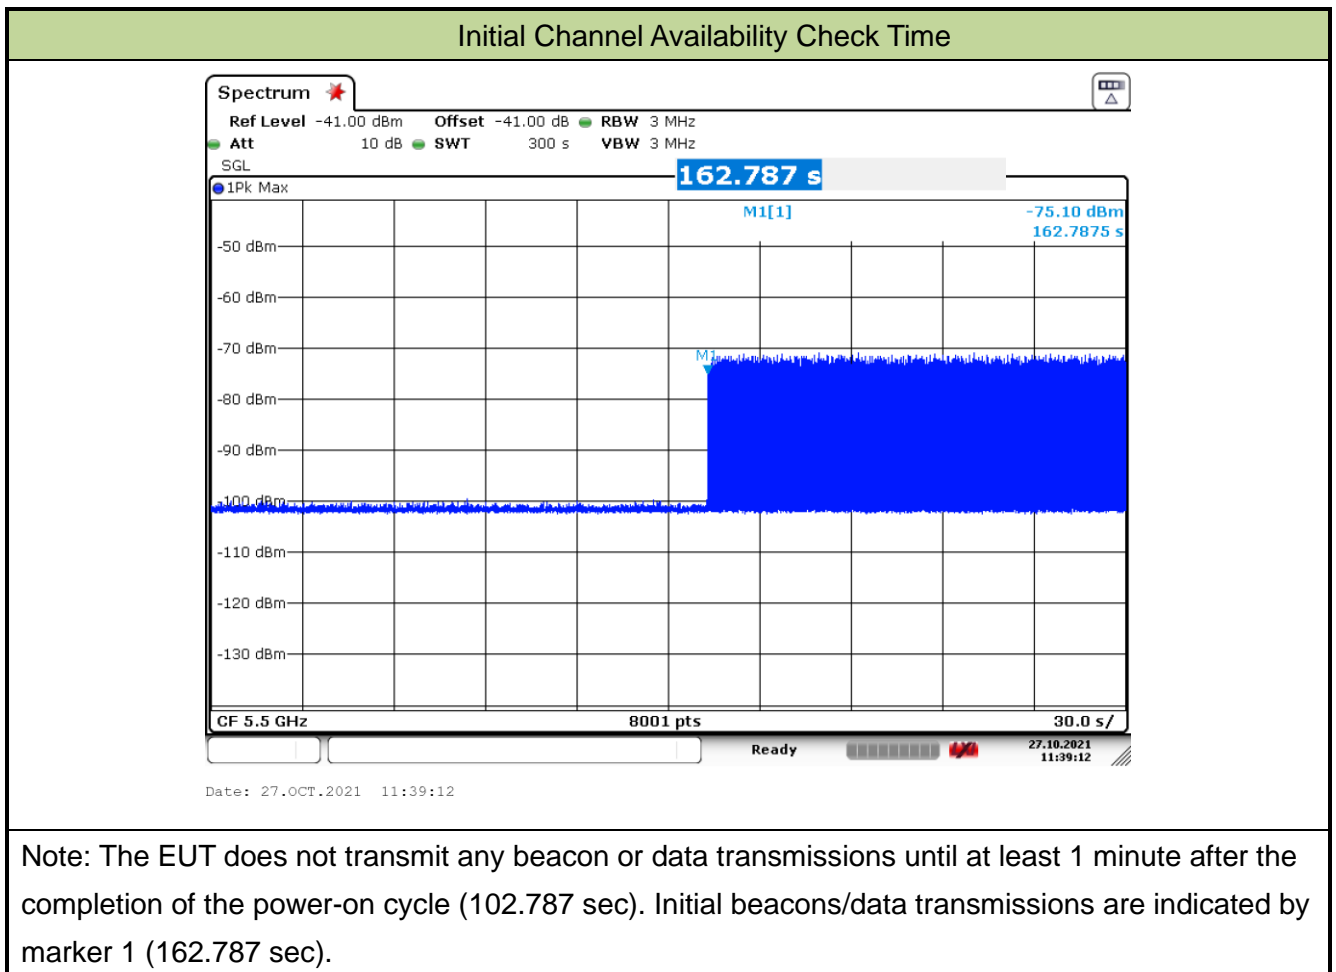 Initial Channel Availability Check Time
Spectrum
Ref Level -41.00 dBm Offset -41.00 dB RBW 3 MHz
Att 10 dB SWT 300 s VBW 3 MHz
SGL
162.787 s
1Pk Max
M1[1] -75.10 dBm
162.7875 s
-50 dBm
-60 dBm
-70 dBm
M1
-80 dBm
-90 dBm
-100 dBm
-110 dBm
-120 dBm
-130 dBm
CF 5.5 GHz 8001 pts 30.0 s/
Ready 27.10.2021
11:39:12
Date: 27.OCT.2021 11:39:12
Note: The EUT does not transmit any beacon or data transmissions until at least 1 minute after the
completion of the power-on cycle (102.787 sec). Initial beacons/data transmissions are indicated by
marker 1 (162.787 sec).